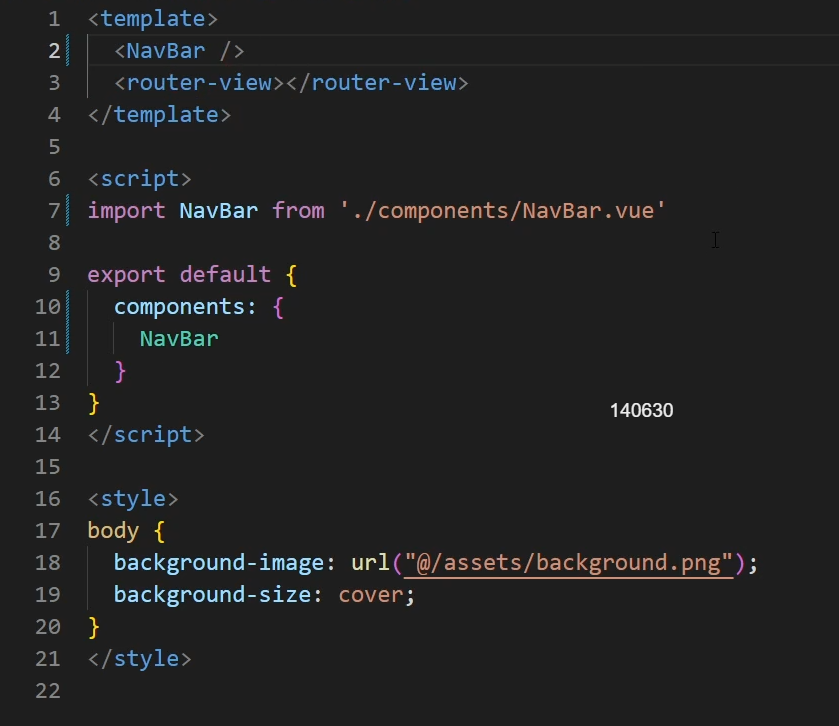 1 <template>
2   <NavBar />
3   <router-view></router-view>
4 </template>
5
6 <script>
7 import NavBar from './components/NavBar.vue'
8
9 export default {
10   components: {
11     NavBar
12   }
13 }
140630
14 </script>
15
16 <style>
17 body {
18   background-image: url("@/assets/background.png");
19   background-size: cover;
20 }
21 </style>
22